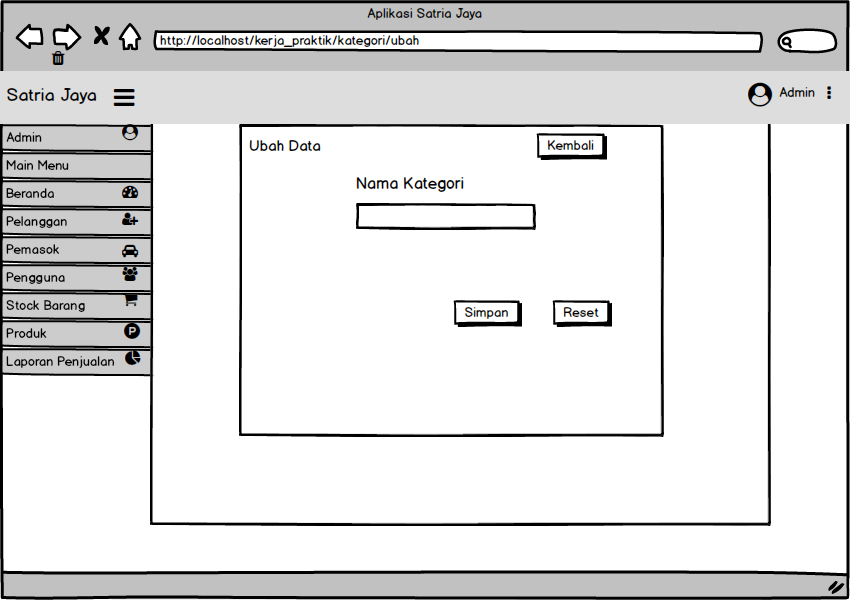 Aplikasi Satria Jaya
http://localhost/kerja_praktik/kategori/ubah
Satria Jaya
Admin
Admin
Main Menu
Beranda
Pelanggan
Pemasok
Pengguna
Stock Barang
Produk
P
Laporan Penjualan
Ubah Data
Kembali
Nama Kategori
Simpan
Reset